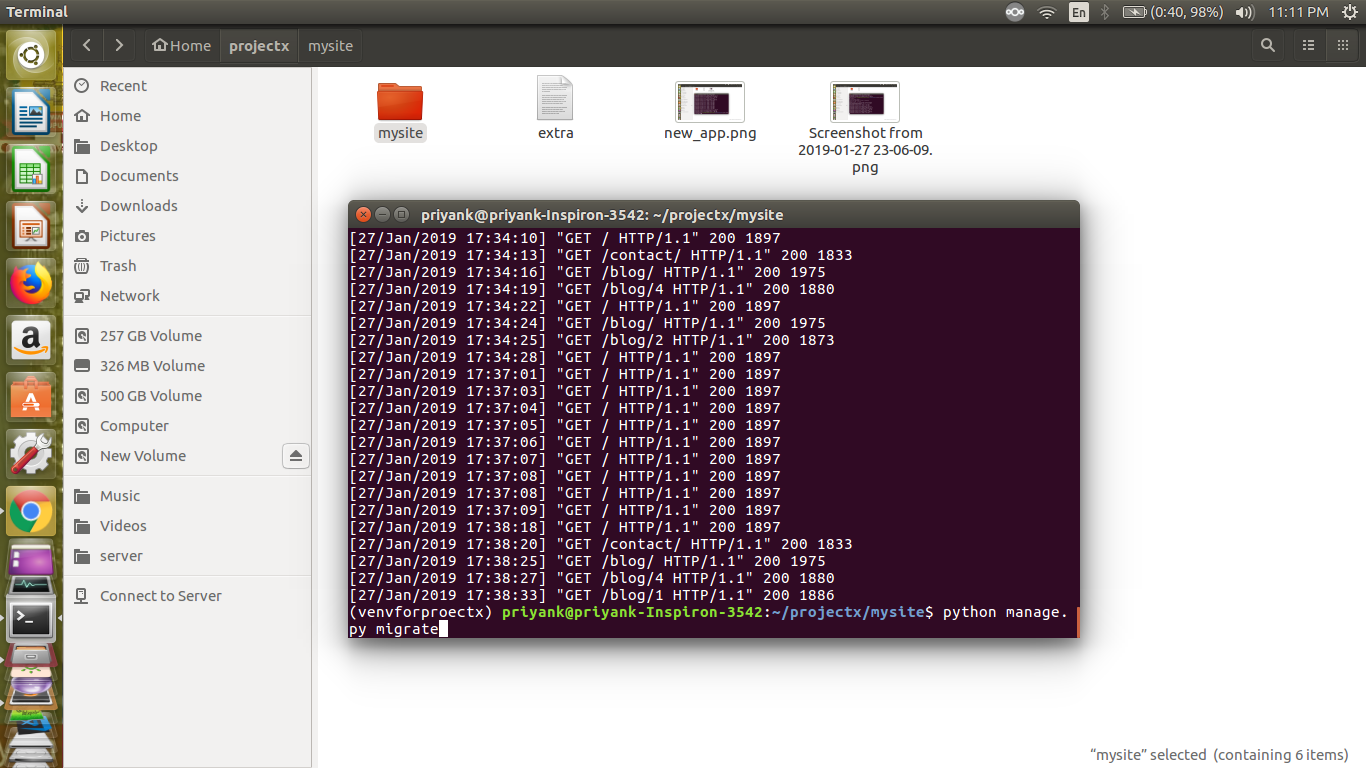 Terminal
En
(0:40, 98%)
11:11 PM
Home
projectx
mysite
Recent
Home
Desktop
Documents
Downloads
Pictures
Trash
Network
257 GB Volume
326 MB Volume
500 GB Volume
Computer
New Volume
Music
Videos
server
Connect to Server
mysite
extra
new_app.png
Screenshot from
2019-01-27 23-06-09.
png
priyank@priyank-Inspiron-3542: ~/projectx/mysite
[27/Jan/2019 17:34:10] "GET / HTTP/1.1" 200 1897
[27/Jan/2019 17:34:13] "GET /contact/ HTTP/1.1" 200 1833
[27/Jan/2019 17:34:16] "GET /blog/ HTTP/1.1" 200 1975
[27/Jan/2019 17:34:19] "GET /blog/4 HTTP/1.1" 200 1880
[27/Jan/2019 17:34:22] "GET / HTTP/1.1" 200 1897
[27/Jan/2019 17:34:24] "GET /blog/ HTTP/1.1" 200 1975
[27/Jan/2019 17:34:25] "GET /blog/2 HTTP/1.1" 200 1873
[27/Jan/2019 17:34:28] "GET / HTTP/1.1" 200 1897
[27/Jan/2019 17:37:01] "GET / HTTP/1.1" 200 1897
[27/Jan/2019 17:37:03] "GET / HTTP/1.1" 200 1897
[27/Jan/2019 17:37:04] "GET / HTTP/1.1" 200 1897
[27/Jan/2019 17:37:05] "GET / HTTP/1.1" 200 1897
[27/Jan/2019 17:37:06] "GET / HTTP/1.1" 200 1897
[27/Jan/2019 17:37:07] "GET / HTTP/1.1" 200 1897
[27/Jan/2019 17:37:08] "GET / HTTP/1.1" 200 1897
[27/Jan/2019 17:37:08] "GET / HTTP/1.1" 200 1897
[27/Jan/2019 17:37:09] "GET / HTTP/1.1" 200 1897
[27/Jan/2019 17:38:18] "GET / HTTP/1.1" 200 1897
[27/Jan/2019 17:38:20] "GET /contact/ HTTP/1.1" 200 1833
[27/Jan/2019 17:38:25] "GET /blog/ HTTP/1.1" 200 1975
[27/Jan/2019 17:38:27] "GET /blog/4 HTTP/1.1" 200 1880
[27/Jan/2019 17:38:33] "GET /blog/1 HTTP/1.1" 200 1886
(venvforproectx) priyank@priyank-Inspiron-3542:~/projectx/mysite$ python manage.
py migrate
“mysite” selected (containing 6 items)